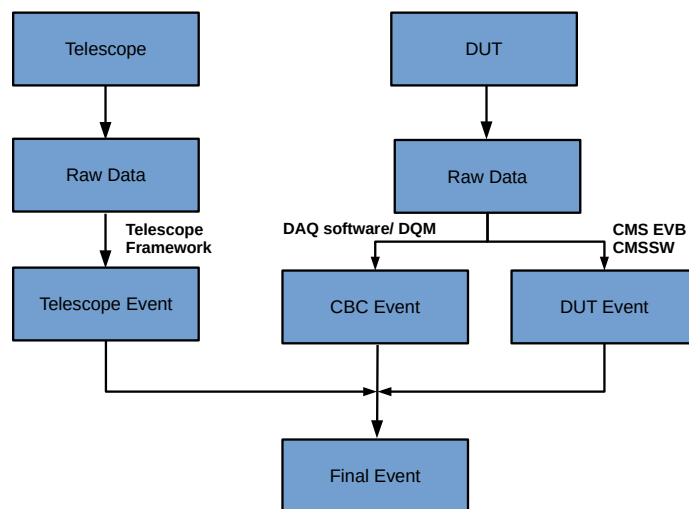 Telescope
DUT
Raw Data
Raw Data
Telescope
Framework
DAQ software/ DQM
CMS EVB
CMSSW
Telescope Event
CBC Event
DUT Event
Final Event